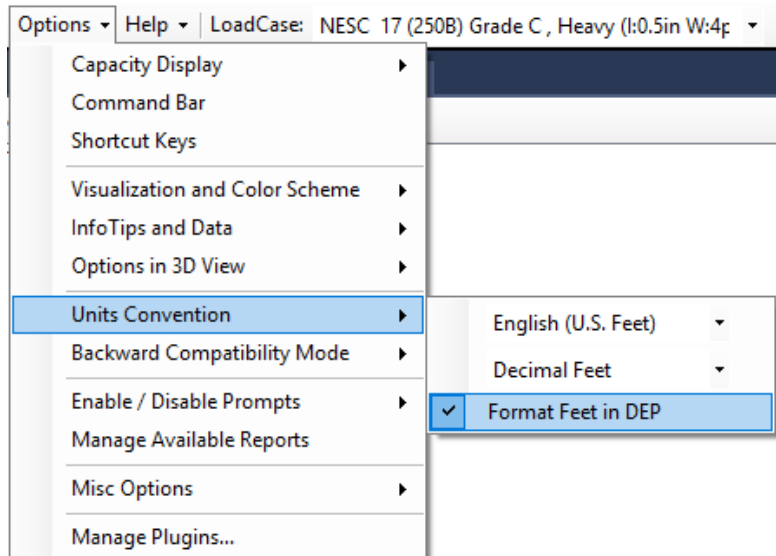 Options Help LoadCase: NESC 17 (250B) Grade C , Heavy (I:0.5in W:4p
Capacity Display
Command Bar
Shortcut Keys
Visualization and Color Scheme
InfoTips and Data
Options in 3D View
Units Convention
English (U.S. Feet)
Backward Compatibility Mode
Decimal Feet
Enable / Disable Prompts
Format Feet in DEP
Manage Available Reports
Misc Options
Manage Plugins...